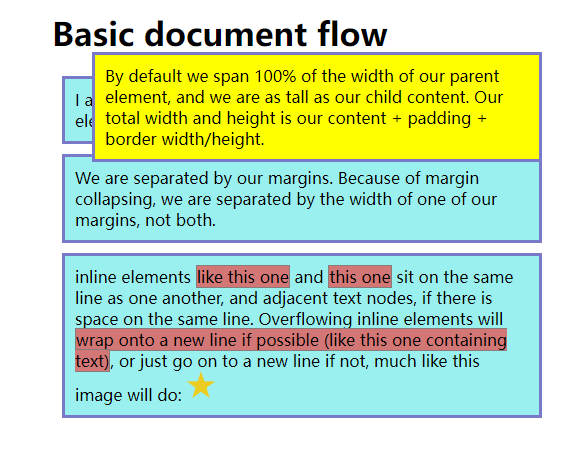 Basic document flow
By default we span 100% of the width of our parent
element, and we are as tall as our child content. Our
total width and height is our content + padding +
border width/height.
I a
ele
We are separated by our margins. Because of margin
collapsing, we are separated by the width of one of our
margins, not both.
inline elements like this one and this one sit on the same
line as one another, and adjacent text nodes, if there is
space on the same line. Overflowing inline elements will
wrap onto a new line if possible (like this one containing
text), or just go on to a new line if not, much like this
image will do: